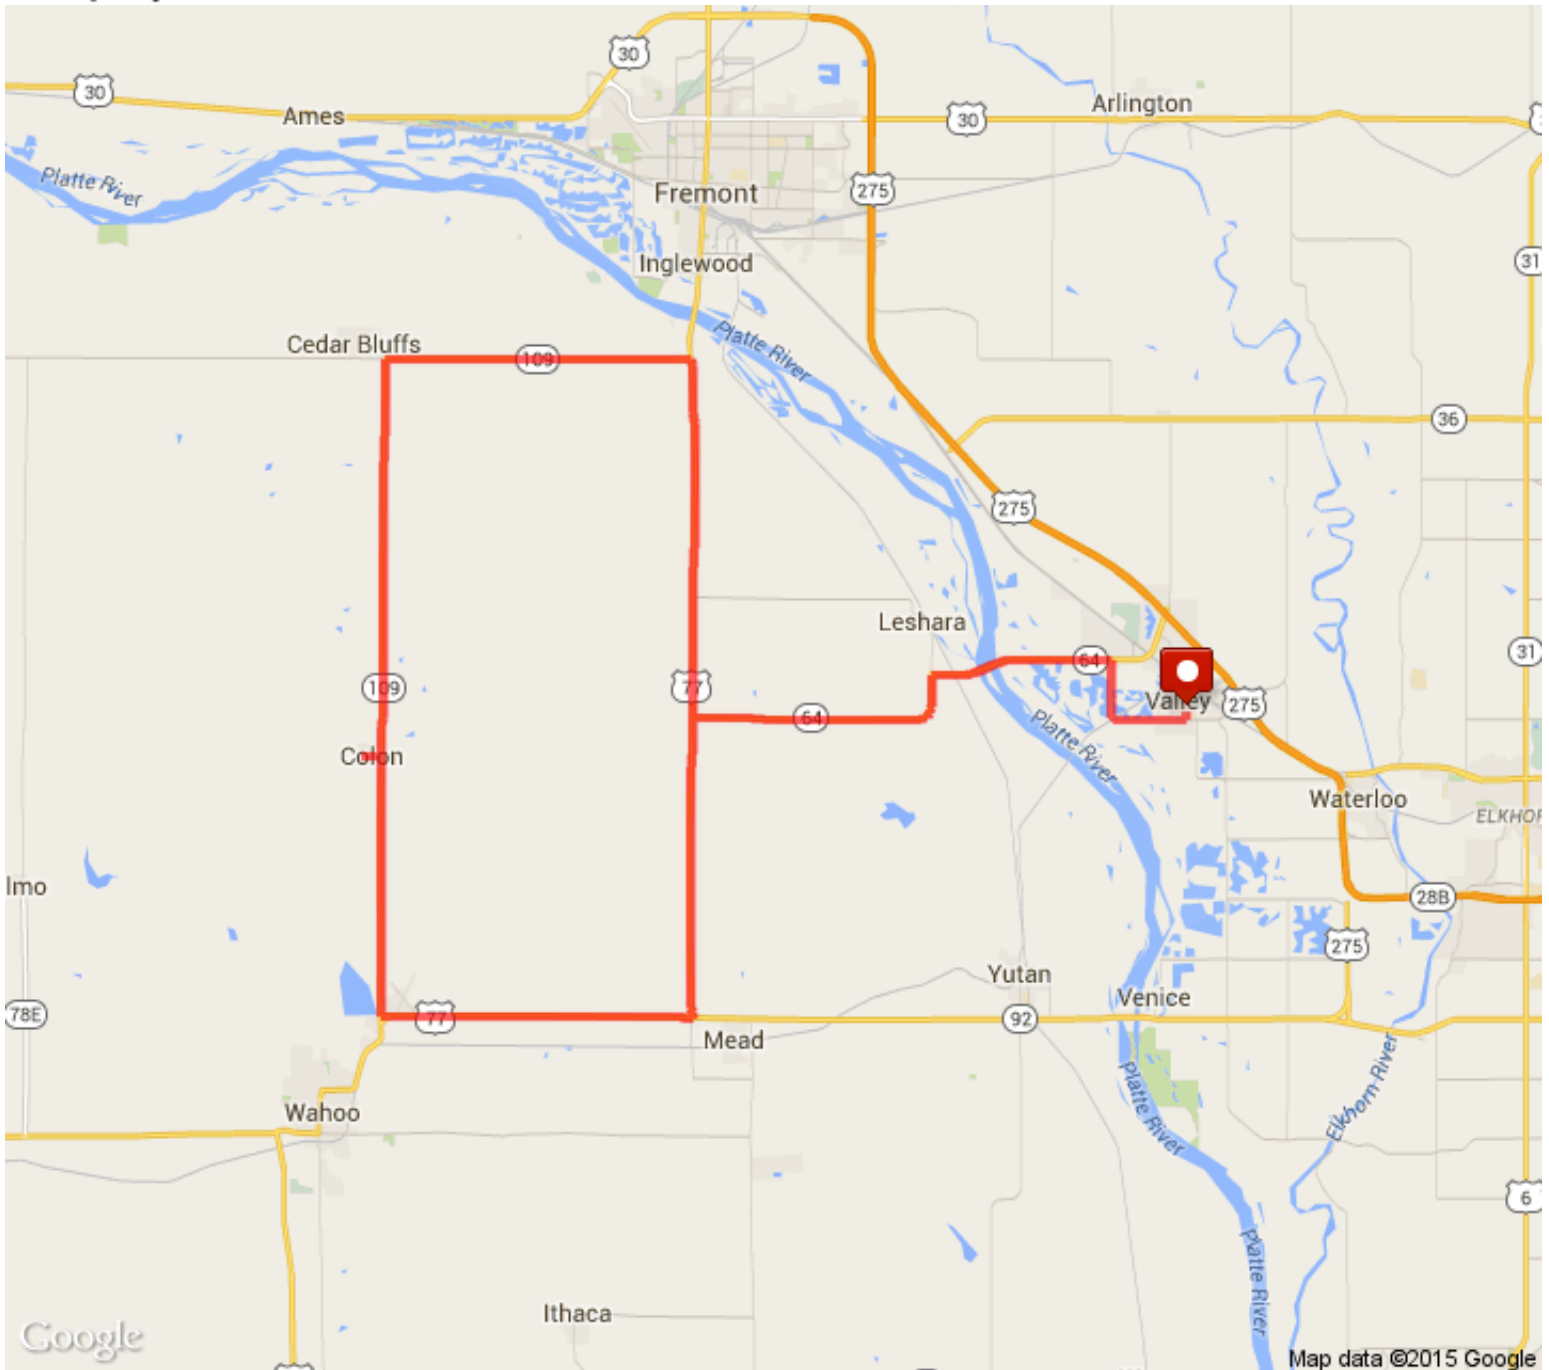 30
30
Ames
Arlington
30
Platte River
Fremont
275
Inglewood
31
Platte River
Cedar Bluffs
109
36
275
Leshara
31
64
109
77
Valley
275
64
Platte River
Colon
Waterloo
ELKHOR
lmo
28B
275
Yutan
Venice
78E
77
92
Mead
Platte River
Elkhorn River
Wahoo
6
Platte River
Ithaca
Google
Map data ©2015 Google